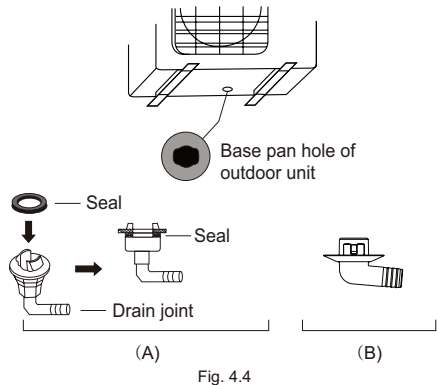 Base pan hole of
outdoor unit
Seal
Seal
Drain joint
(A)
(B)
Fig. 4.4